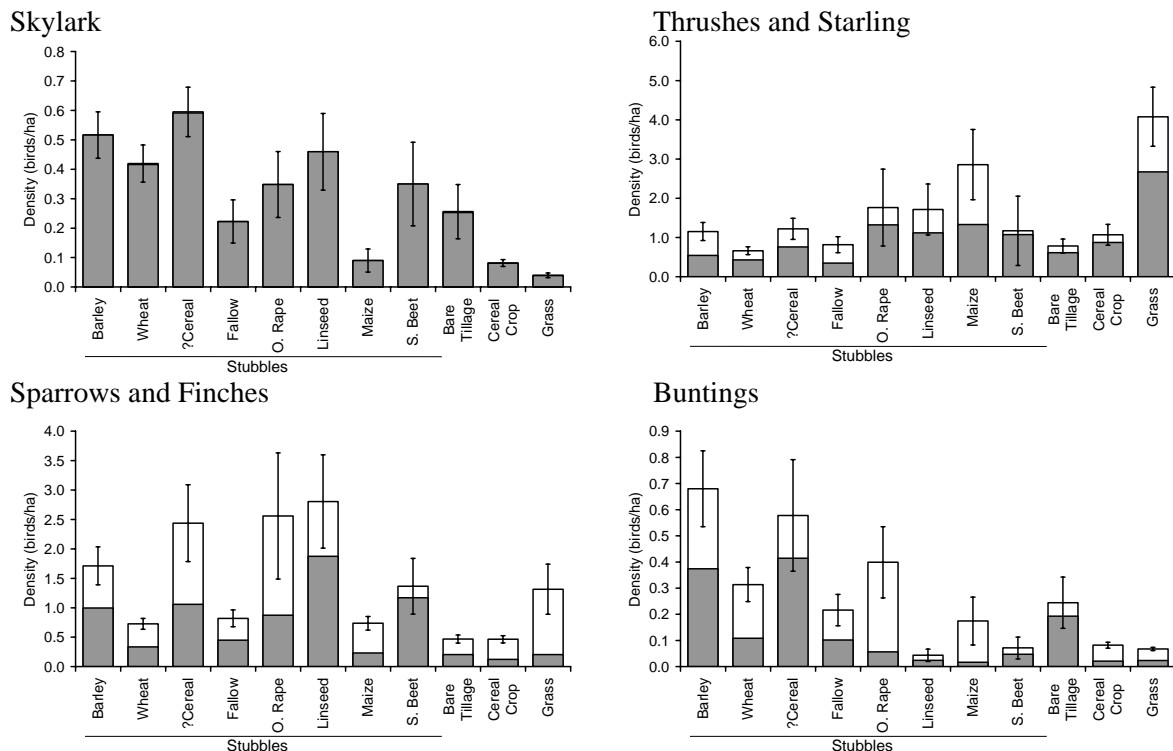 Skylark
Density (birds/ha)
0.8
0.7
0.6
0.5
0.4
0.3
0.2
0.1
0.0
Barley
Wheat
?Cereal
Fallow
O. Rape
Linseed
Maize
S. Beet
Bare
Tillage
Cereal
Crop
Grass
Stubbles
Thrushes and Starling
Density (birds/ha)
6.0
5.0
4.0
3.0
2.0
1.0
0.0
Barley
Wheat
?Cereal
Fallow
O. Rape
Linseed
Maize
S. Beet
Bare
Tillage
Cereal
Crop
Grass
Stubbles
Sparrows and Finches
Density (birds/ha)
4.0
3.5
3.0
2.5
2.0
1.5
1.0
0.5
0.0
Barley
Wheat
?Cereal
Fallow
O. Rape
Linseed
Maize
S. Beet
Bare
Tillage
Cereal
Crop
Grass
Stubbles
Buntings
Density (birds/ha)
0.9
0.8
0.7
0.6
0.5
0.4
0.3
0.2
0.1
0.0
Barley
Wheat
?Cereal
Fallow
O. Rape
Linseed
Maize
S. Beet
Bare
Tillage
Cereal
Crop
Grass
Stubbles